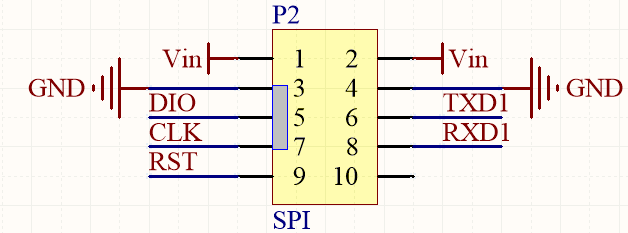 P2
Vin 1 2 Vin
GND 3 4 GND
DIO 5 6 TXD1
CLK 7 8 RXD1
RST 9 10
SPI